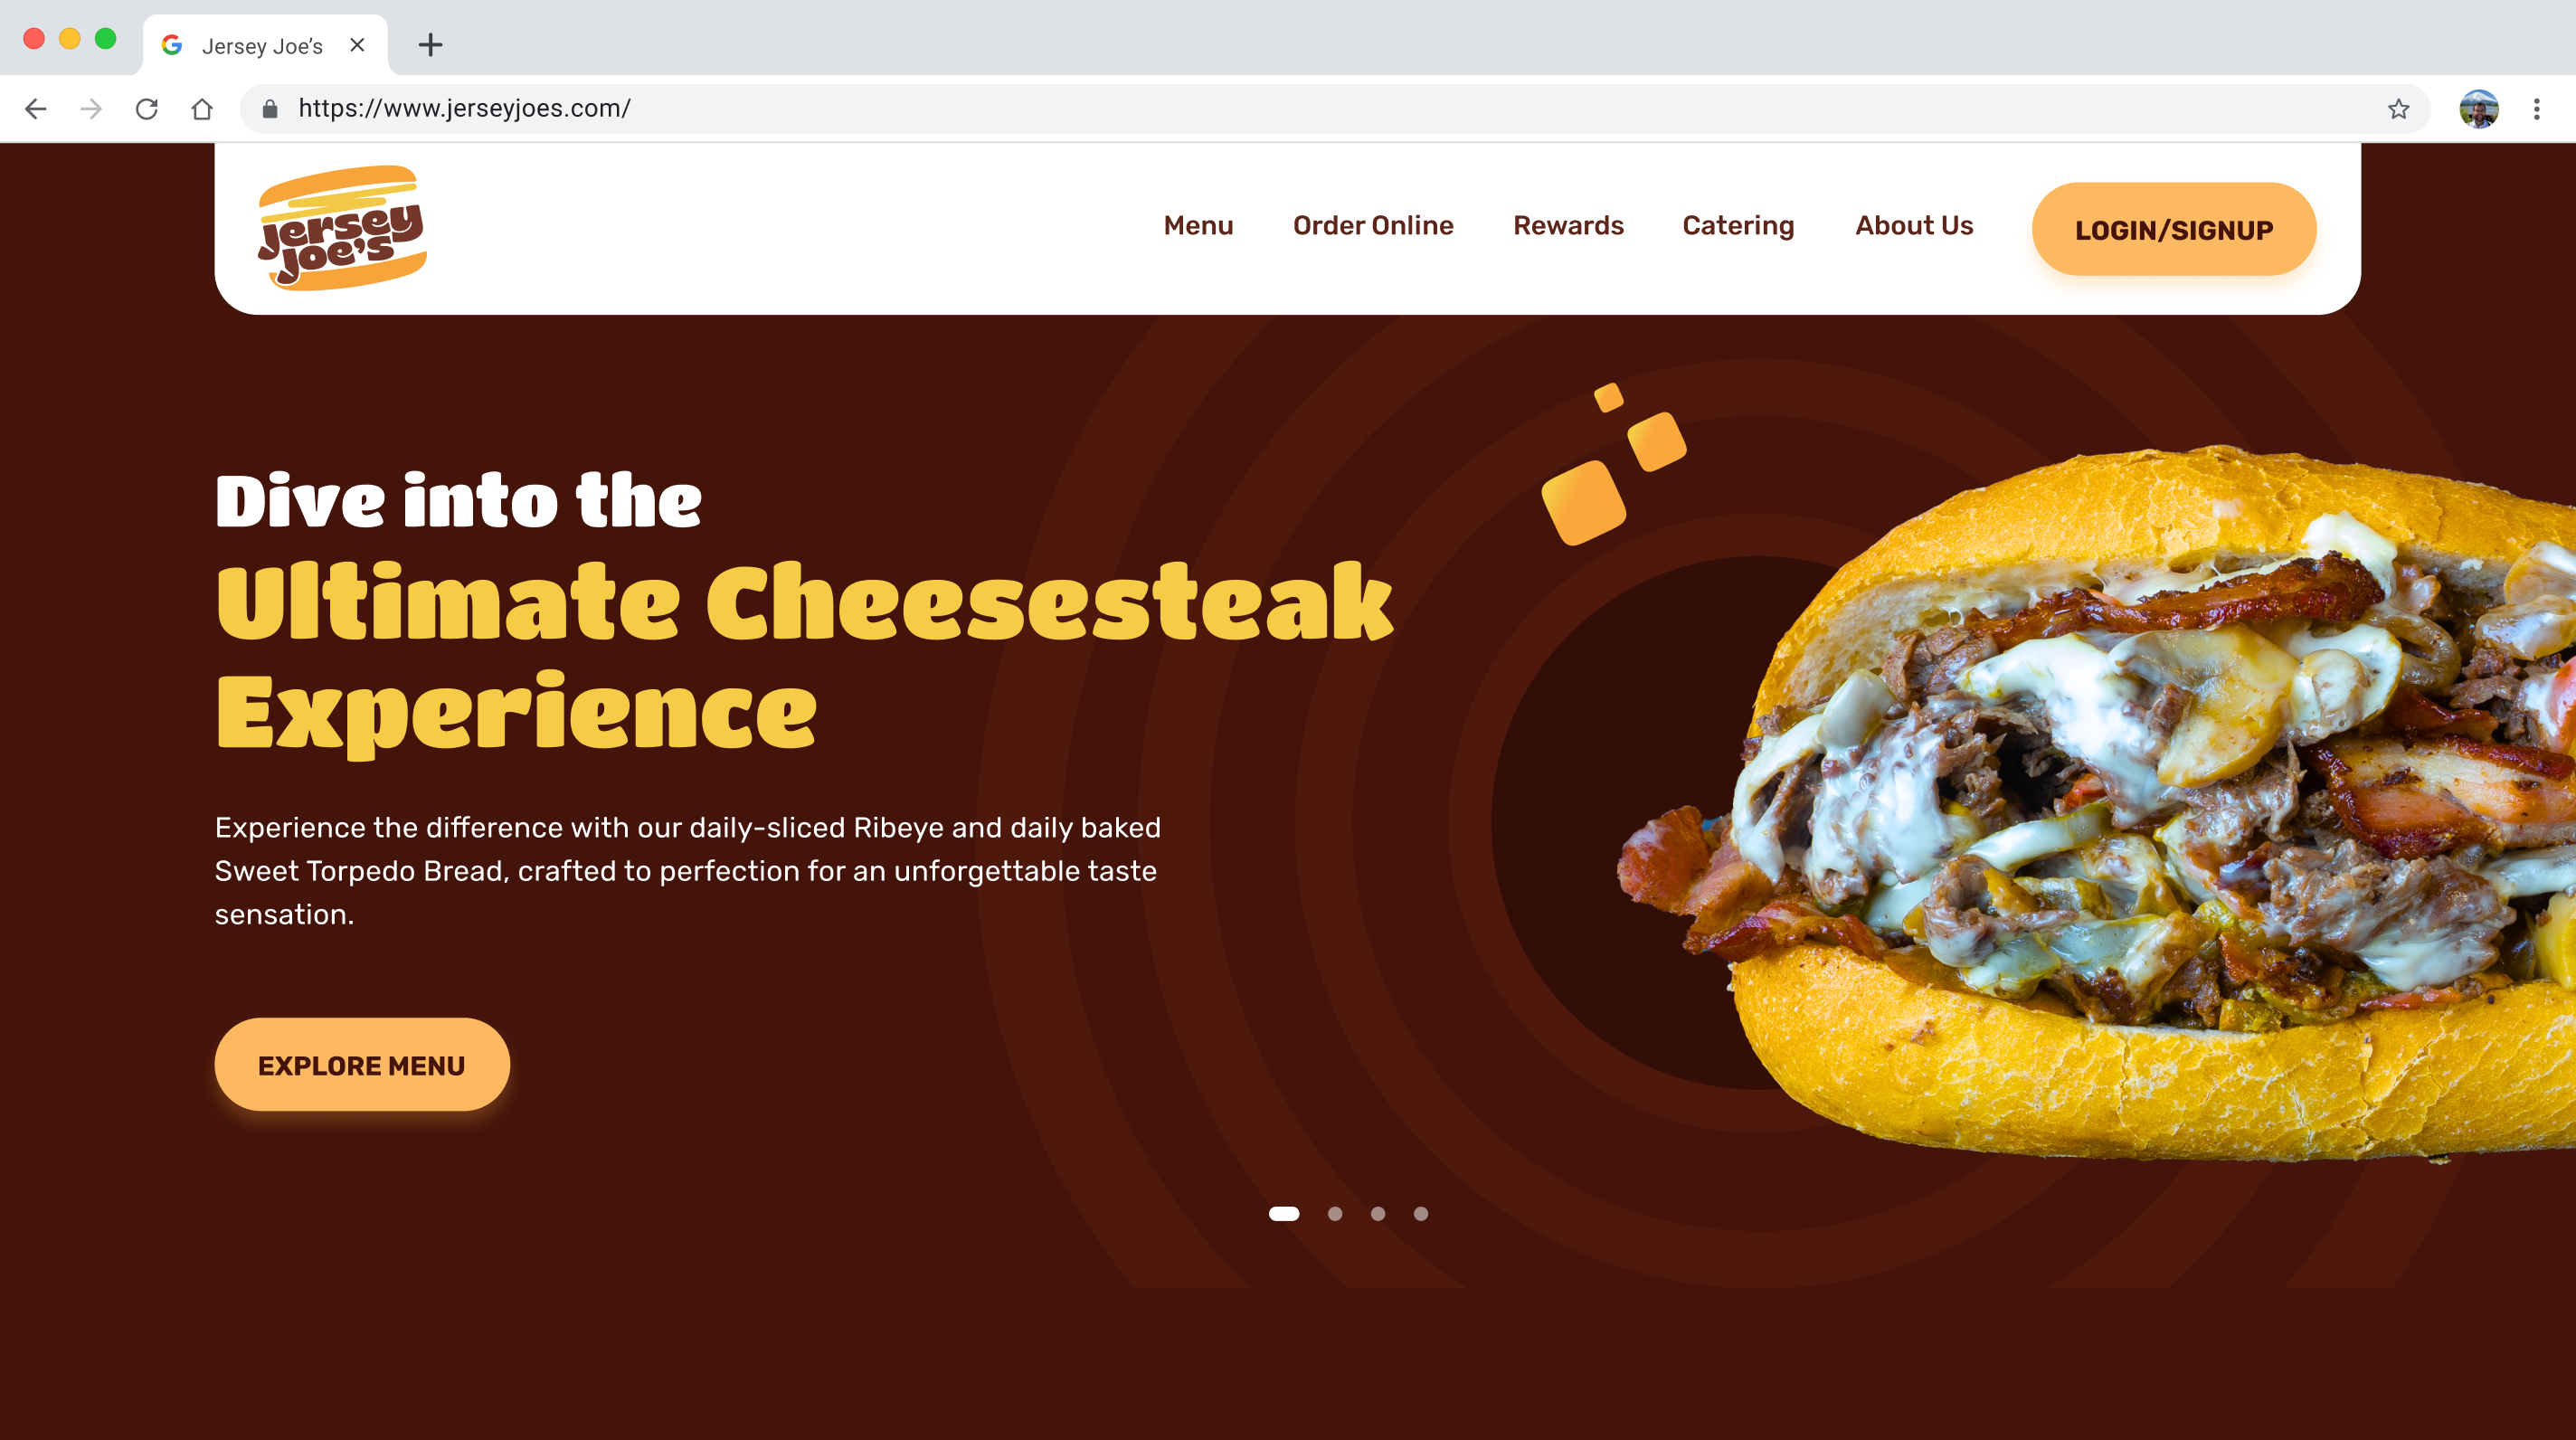 Jersey Joe’s
https://www.jerseyjoes.com/
jersey
joe's
Menu
Order Online
Rewards
Catering
About Us
LOGIN/SIGNUP
Dive into the
Ultimate Cheesesteak
Experience
Experience the difference with our daily-sliced Ribeye and daily baked
Sweet Torpedo Bread, crafted to perfection for an unforgettable taste
sensation.
EXPLORE MENU